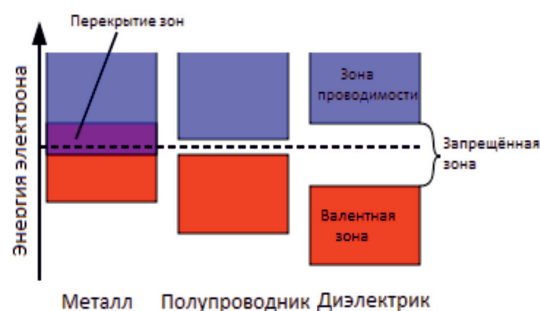 Перекрытие зон
Энергия электрона
Зона
проводимости
Запрещённая
зона
Валентная
зона
Металл
Полупроводник
Диэлектрик